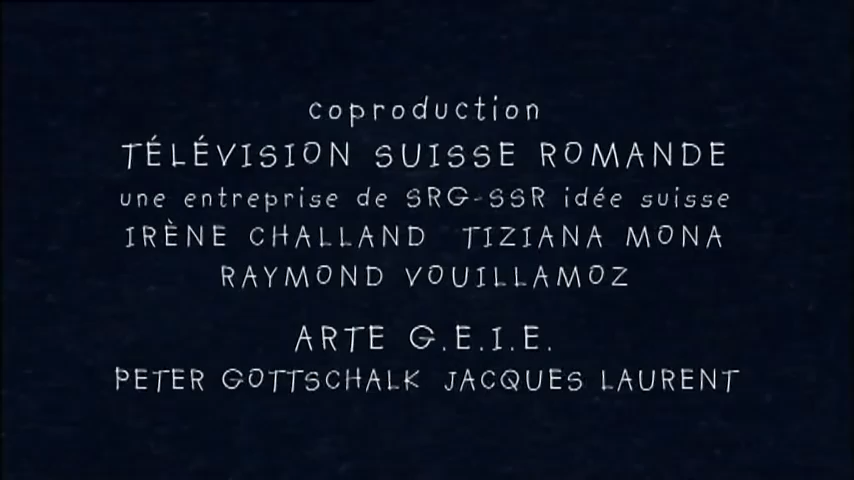 coproduction
TÉLÉVISION SUISSE ROMANDE
une entreprise de SRG-SSR idée suisse
IRÈNE CHALLAND TIZIANA MONA
RAYMOND VOUILLAMOZ
ARTE G.E.I.E.
PETER GOTTSCHALK JACQUES LAURENT